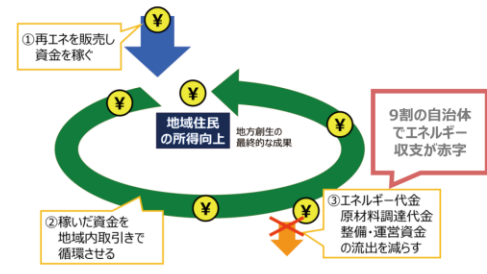 ①再エネを販売し
資金を稼ぐ
¥
¥
¥
地域住民
の所得向上
地方創生の
最終的な成果
¥
9割の自治体
でエネルギー
収支が赤字
②稼いだ資金を
地域内取引きで
循環させる
¥
¥
③エネルギー代金
原材料調達代金
整備・運営資金
の流出を減らす